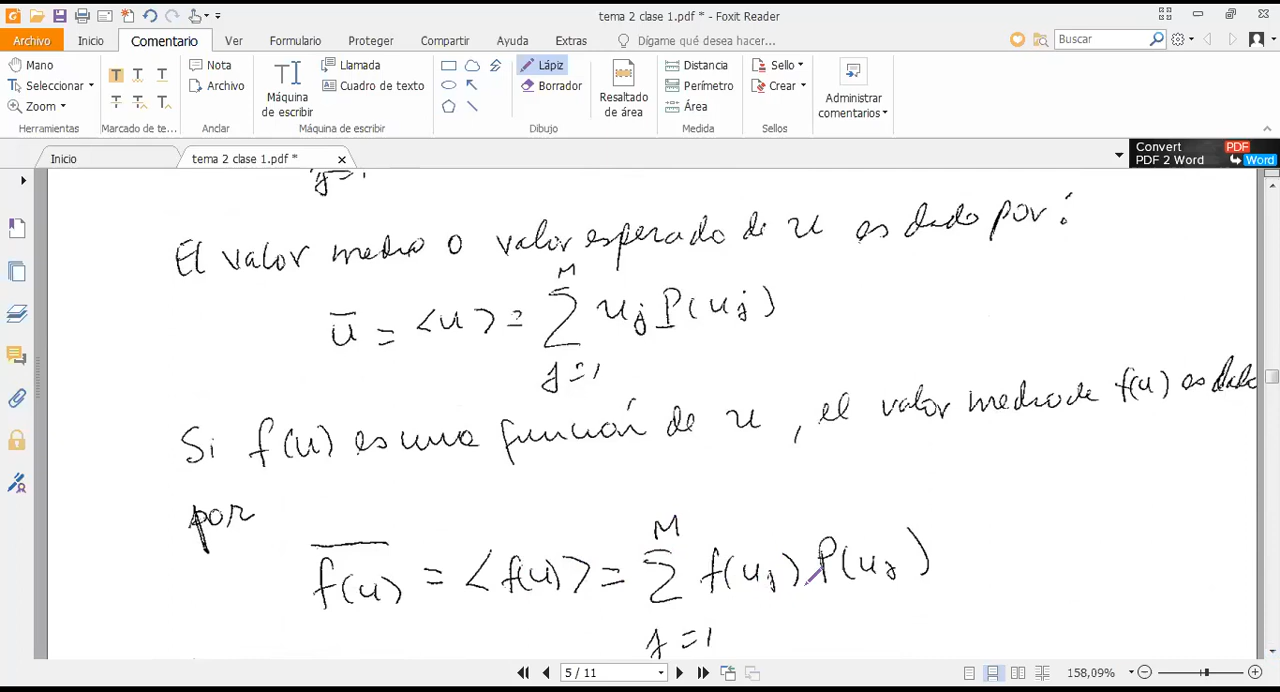 tema 2 clase 1.pdf * - Foxit Reader
Archivo Inicio Comentario Ver Formulario Proteger Compartir Ayuda Extras Dígame qué desea hacer... Buscar
Mano Nota Llamada Lápiz Distancia Sello
Seleccionar Archivo Cuadro de texto Borrador Perímetro Crear
Zoom Área
Máquina de escribir Resaltado de área Administrar comentarios
Herramientas Marcado de te... Anclar Máquina de escribir Dibujo Medida Sellos
Inicio tema 2 clase 1.pdf * Convert PDF 2 Word PDF Word
j=1
El valor medio o valor esperado de u es dado por:
ū = <u> = ∑_{j=1}^{M} u_j P(u_j)
Si f(u) es una función de u, el valor medio de f(u) es dado
por
\overline{f(u)} = <f(u)> = ∑_{j=1}^{M} f(u_j) P(u_j)
5 / 11 158,09%